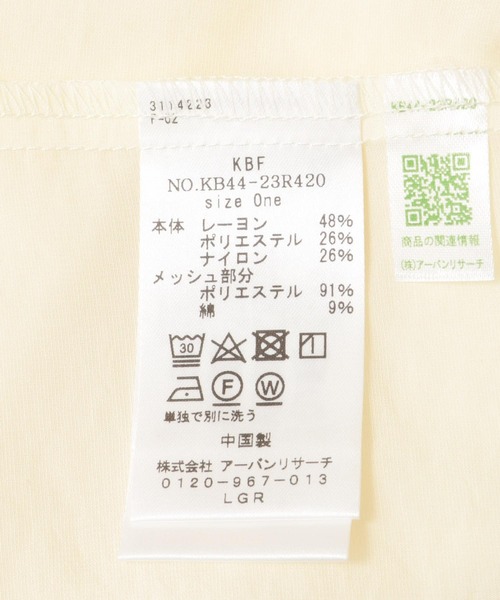 3114223
F-02
KBF
NO.KB44-23R420
size One
本体 レーヨン 48%
ポリエステル 26%
ナイロン 26%
メッシュ部分
ポリエステル 91%
綿 9%
30
F W
単独で別に洗う
中国製
株式会社 アーバンリサーチ
0120-967-013
LGR
KB44-23R420
商品の関連情報
(株)アーバンリサーチ